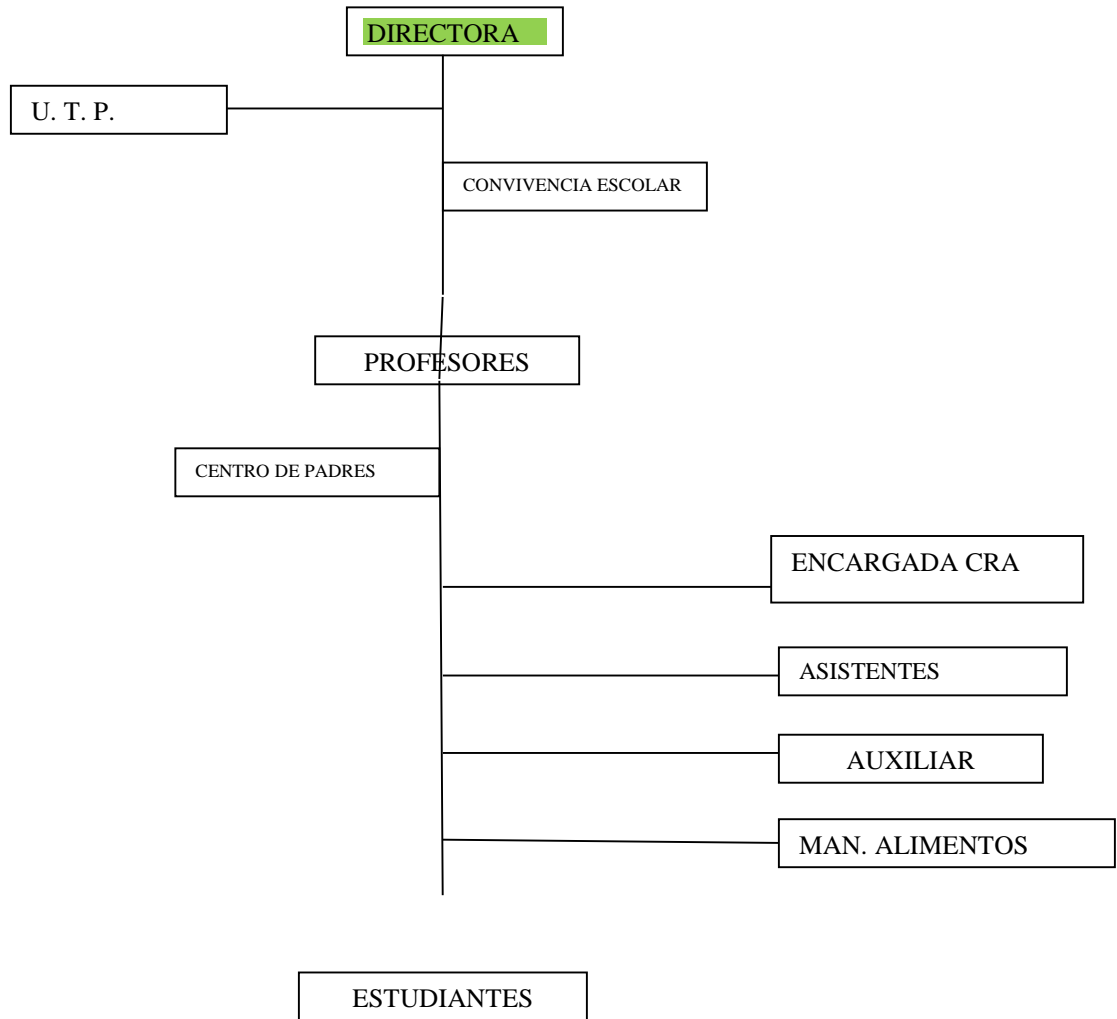 DIRECTORA
U. T. P.
CONVIVENCIA ESCOLAR
PROFESORES
CENTRO DE PADRES
ENCARGADA CRA
ASISTENTES
AUXILIAR
MAN. ALIMENTOS
ESTUDIANTES